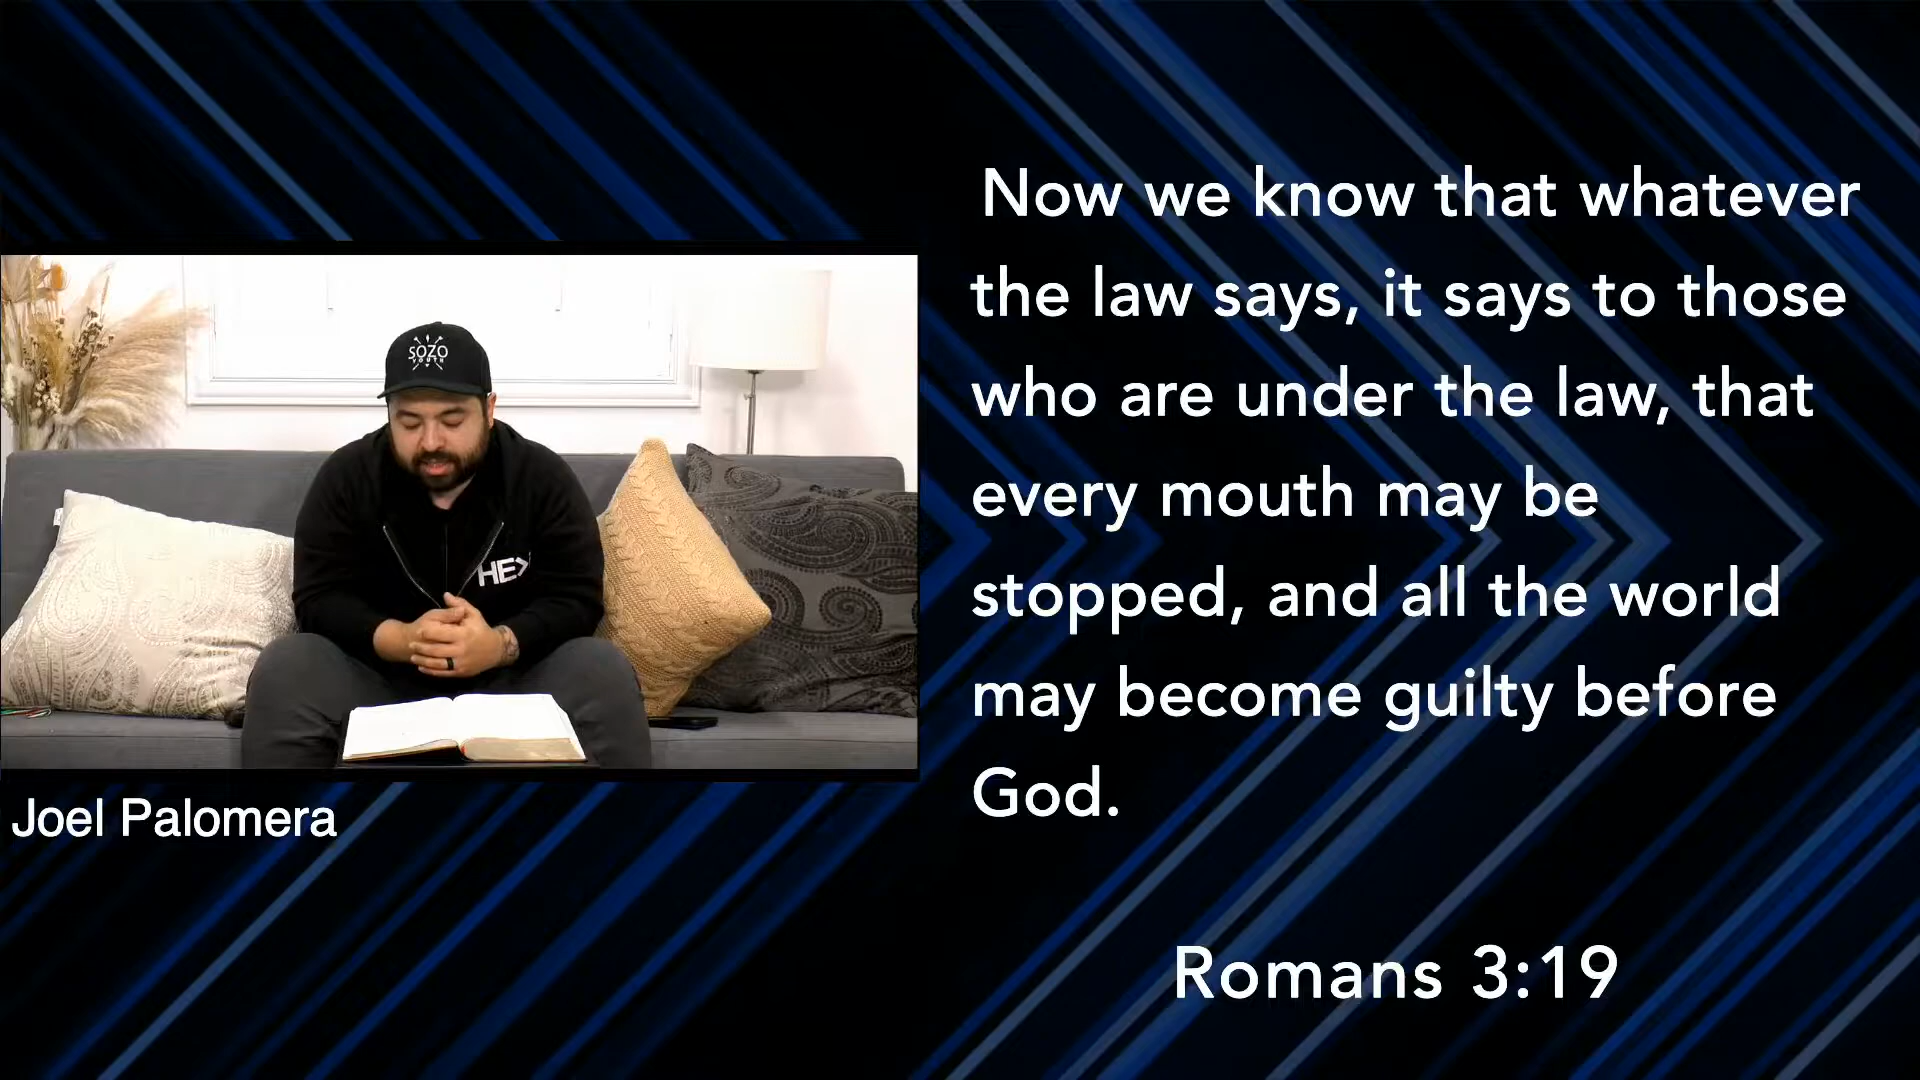 SOZO
YOUTH
HEX
Joel Palomera
Now we know that whatever
the law says, it says to those
who are under the law, that
every mouth may be
stopped, and all the world
may become guilty before
God.
Romans 3:19